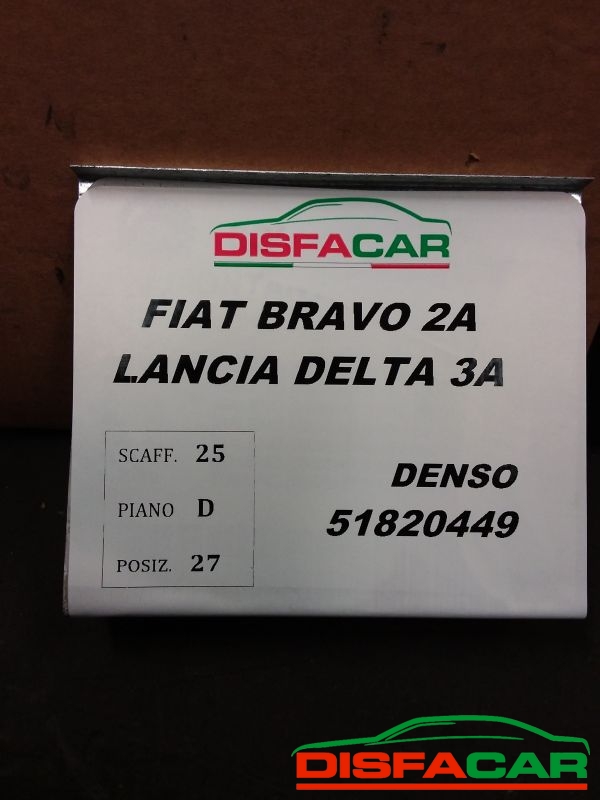 DISFACAR
FIAT BRAVO 2A
LANCIA DELTA 3A
SCAFF. 25
PIANO D
POSIZ. 27
DENSO
51820449
DISFACAR